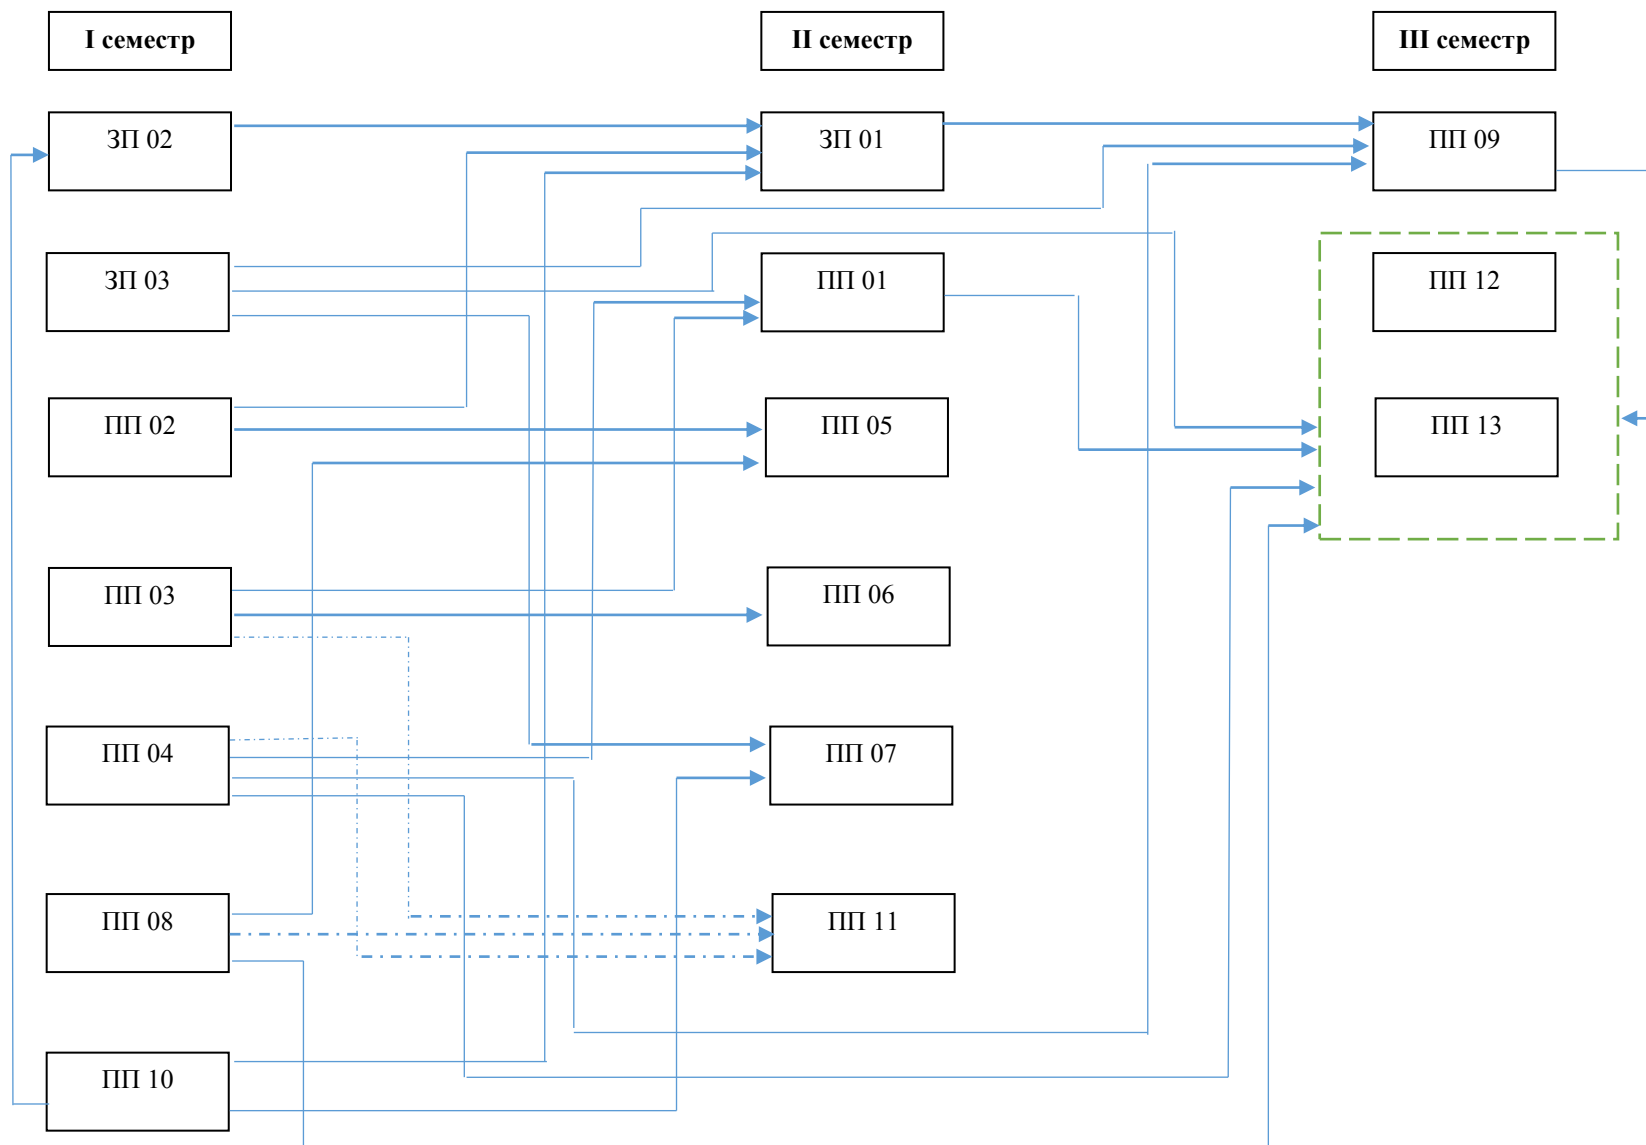 I семестр
II семестр
III семестр
ЗП 02
ЗП 01
ПП 09
ЗП 03
ПП 01
ПП 12
ПП 02
ПП 05
ПП 13
ПП 03
ПП 06
ПП 04
ПП 07
ПП 08
ПП 11
ПП 10